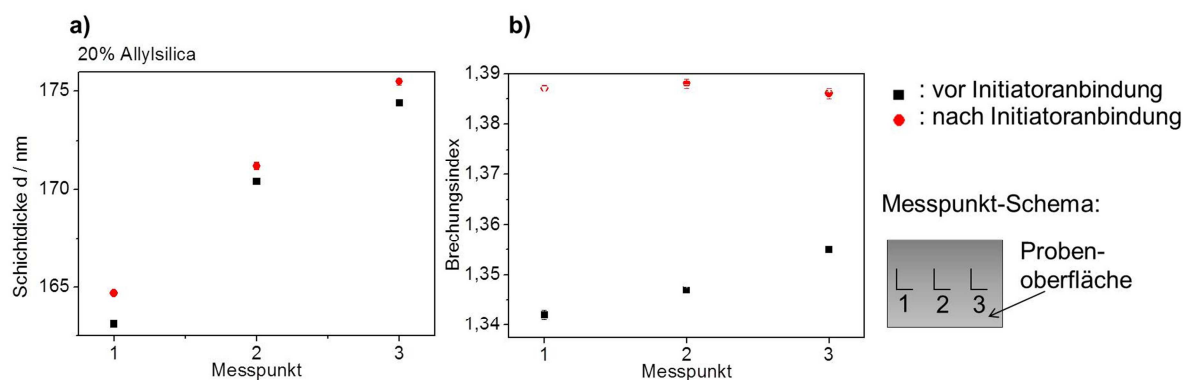 a)
20% Allylsilica
Schichtdicke d / nm
175
170
165
1 2 3
Messpunkt
b)
Brechungsindex
1,39
1,38
1,37
1,36
1,35
1,34
1 2 3
Messpunkt
: vor Initiatoranbindung
: nach Initiatoranbindung
Messpunkt-Schema:
1 2 3
Proben-
oberfläche